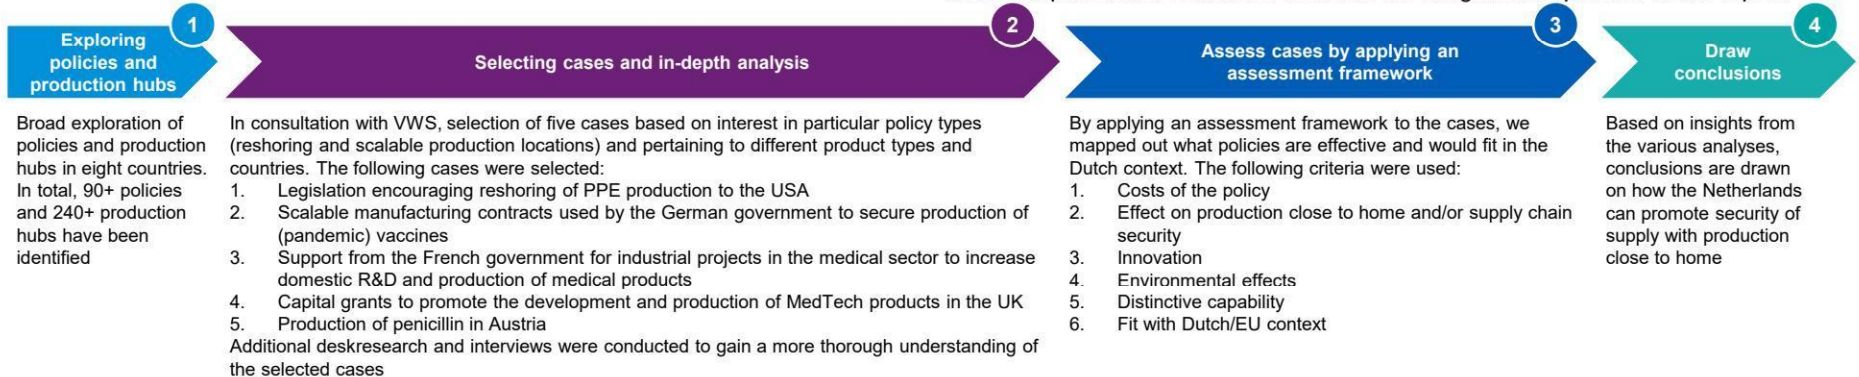 1
Exploring
policies and
production hubs
2
Selecting cases and in-depth analysis
3
Assess cases by applying an
assessment framework
4
Draw
conclusions
Broad exploration of
policies and production
hubs in eight countries.
In total, 90+ policies
and 240+ production
hubs have been
identified
In consultation with VWS, selection of five cases based on interest in particular policy types
(reshoring and scalable production locations) and pertaining to different product types and
countries. The following cases were selected:
1. Legislation encouraging reshoring of PPE production to the USA
2. Scalable manufacturing contracts used by the German government to secure production of
(pandemic) vaccines
3. Support from the French government for industrial projects in the medical sector to increase
domestic R&D and production of medical products
4. Capital grants to promote the development and production of MedTech products in the UK
5. Production of penicillin in Austria
Additional deskresearch and interviews were conducted to gain a more thorough understanding of
the selected cases
By applying an assessment framework to the cases, we
mapped out what policies are effective and would fit in the
Dutch context. The following criteria were used:
1. Costs of the policy
2. Effect on production close to home and/or supply chain
security
3. Innovation
4. Environmental effects
5. Distinctive capability
6. Fit with Dutch/EU context
Based on insights from
the various analyses,
conclusions are drawn
on how the Netherlands
can promote security of
supply with production
close to home